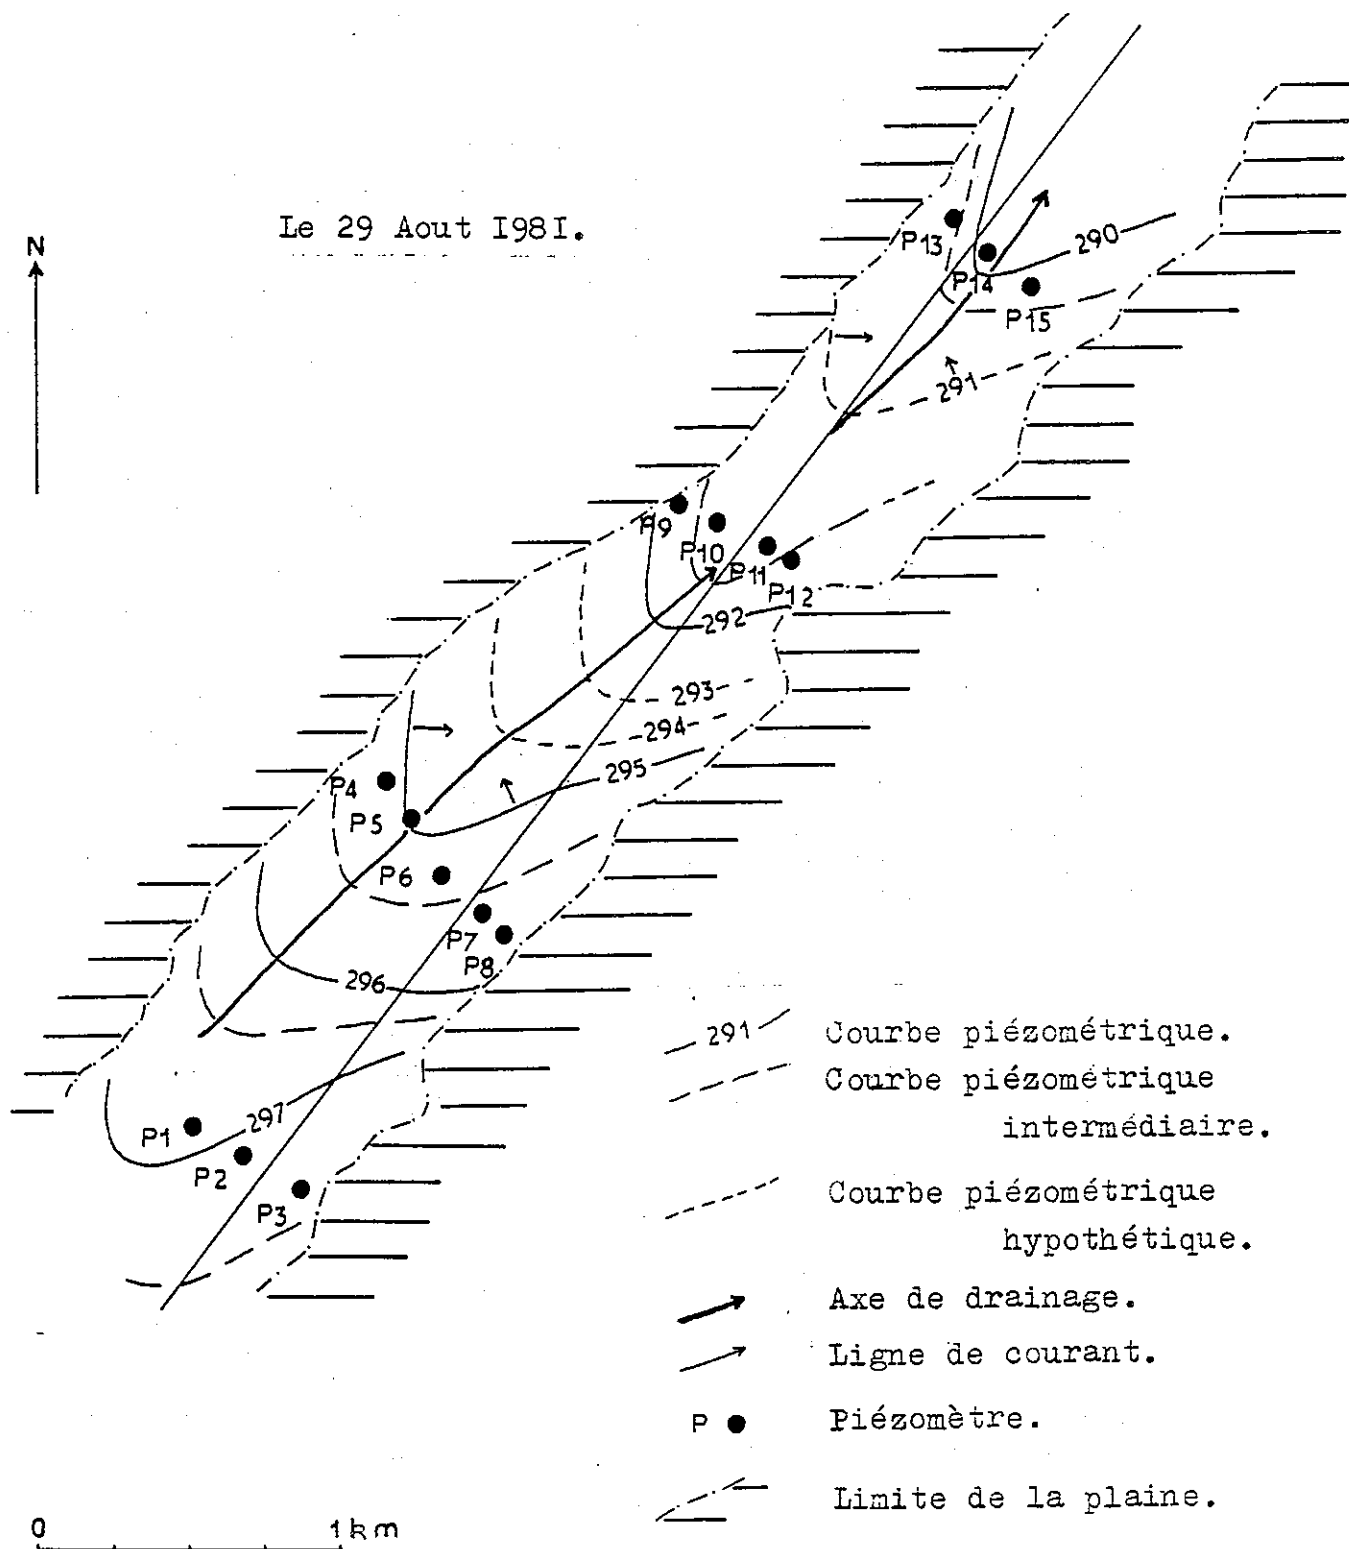 Le 29 Aout I98I.
N
P13
290
P14
P15
291
P9
P10
P11
P12
292
293
294
295
P4
P5
P6
P7
P8
296
297
P1
P2
P3
291 Courbe piézométrique.
Courbe piézométrique
intermédiaire.
Courbe piézométrique
hypothétique.
Axe de drainage.
Ligne de courant.
P Piézomètre.
Limite de la plaine.
0 1km